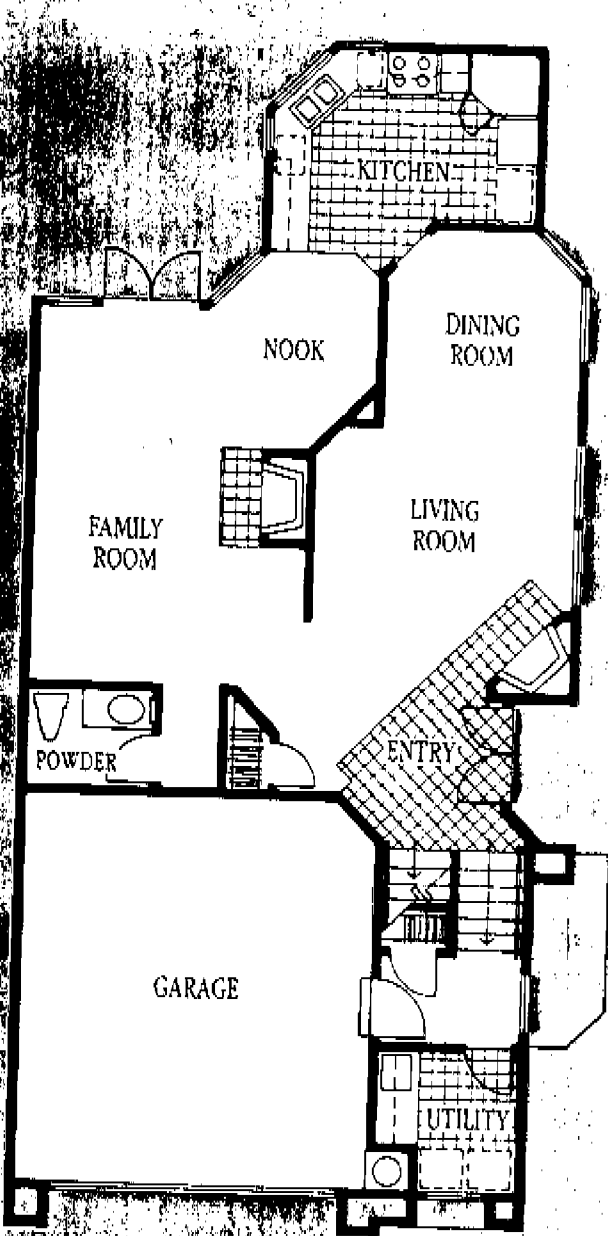 KITCHEN
DINING
ROOM
NOOK
LIVING
ROOM
FAMILY
ROOM
ENTRY
POWDER
GARAGE
UTILITY